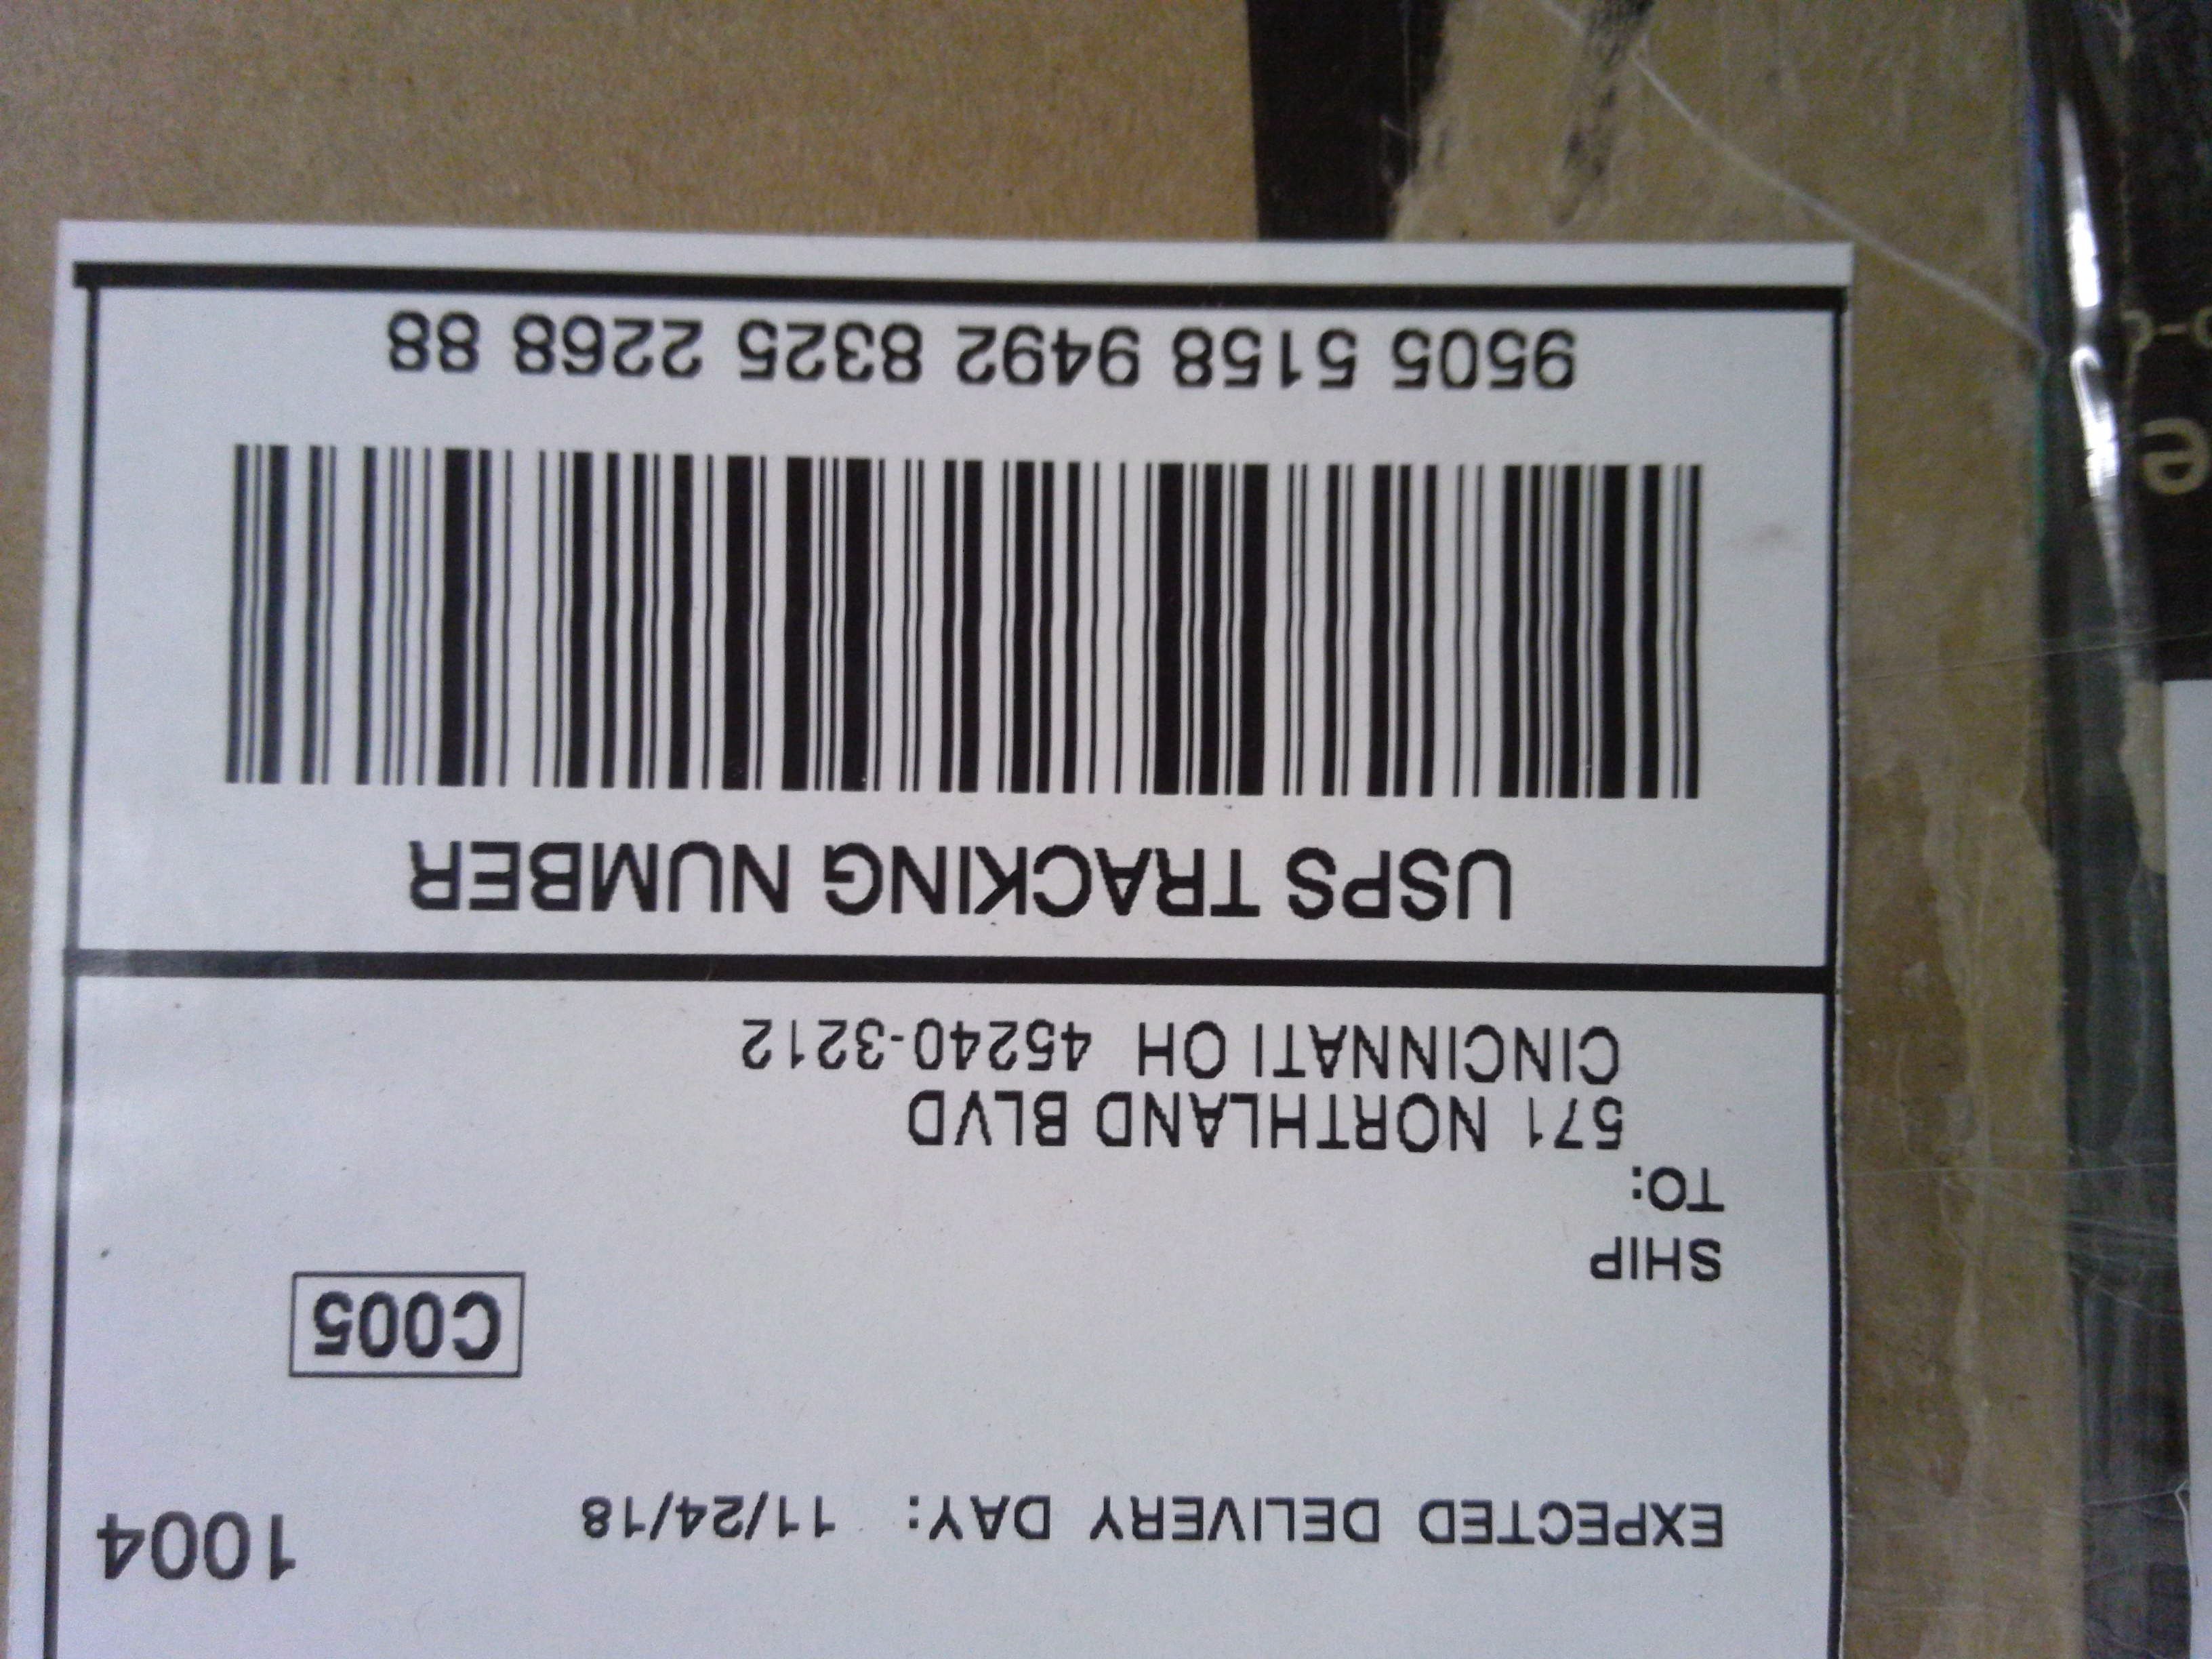 EXPECTED DELIVERY DAY: 11/24/18
1004
C005
SHIP
TO:
571 NORTHLAND BLVD
CINCINNATI OH 45240-3212
USPS TRACKING NUMBER
9505 5158 9492 8325 2268 88
e